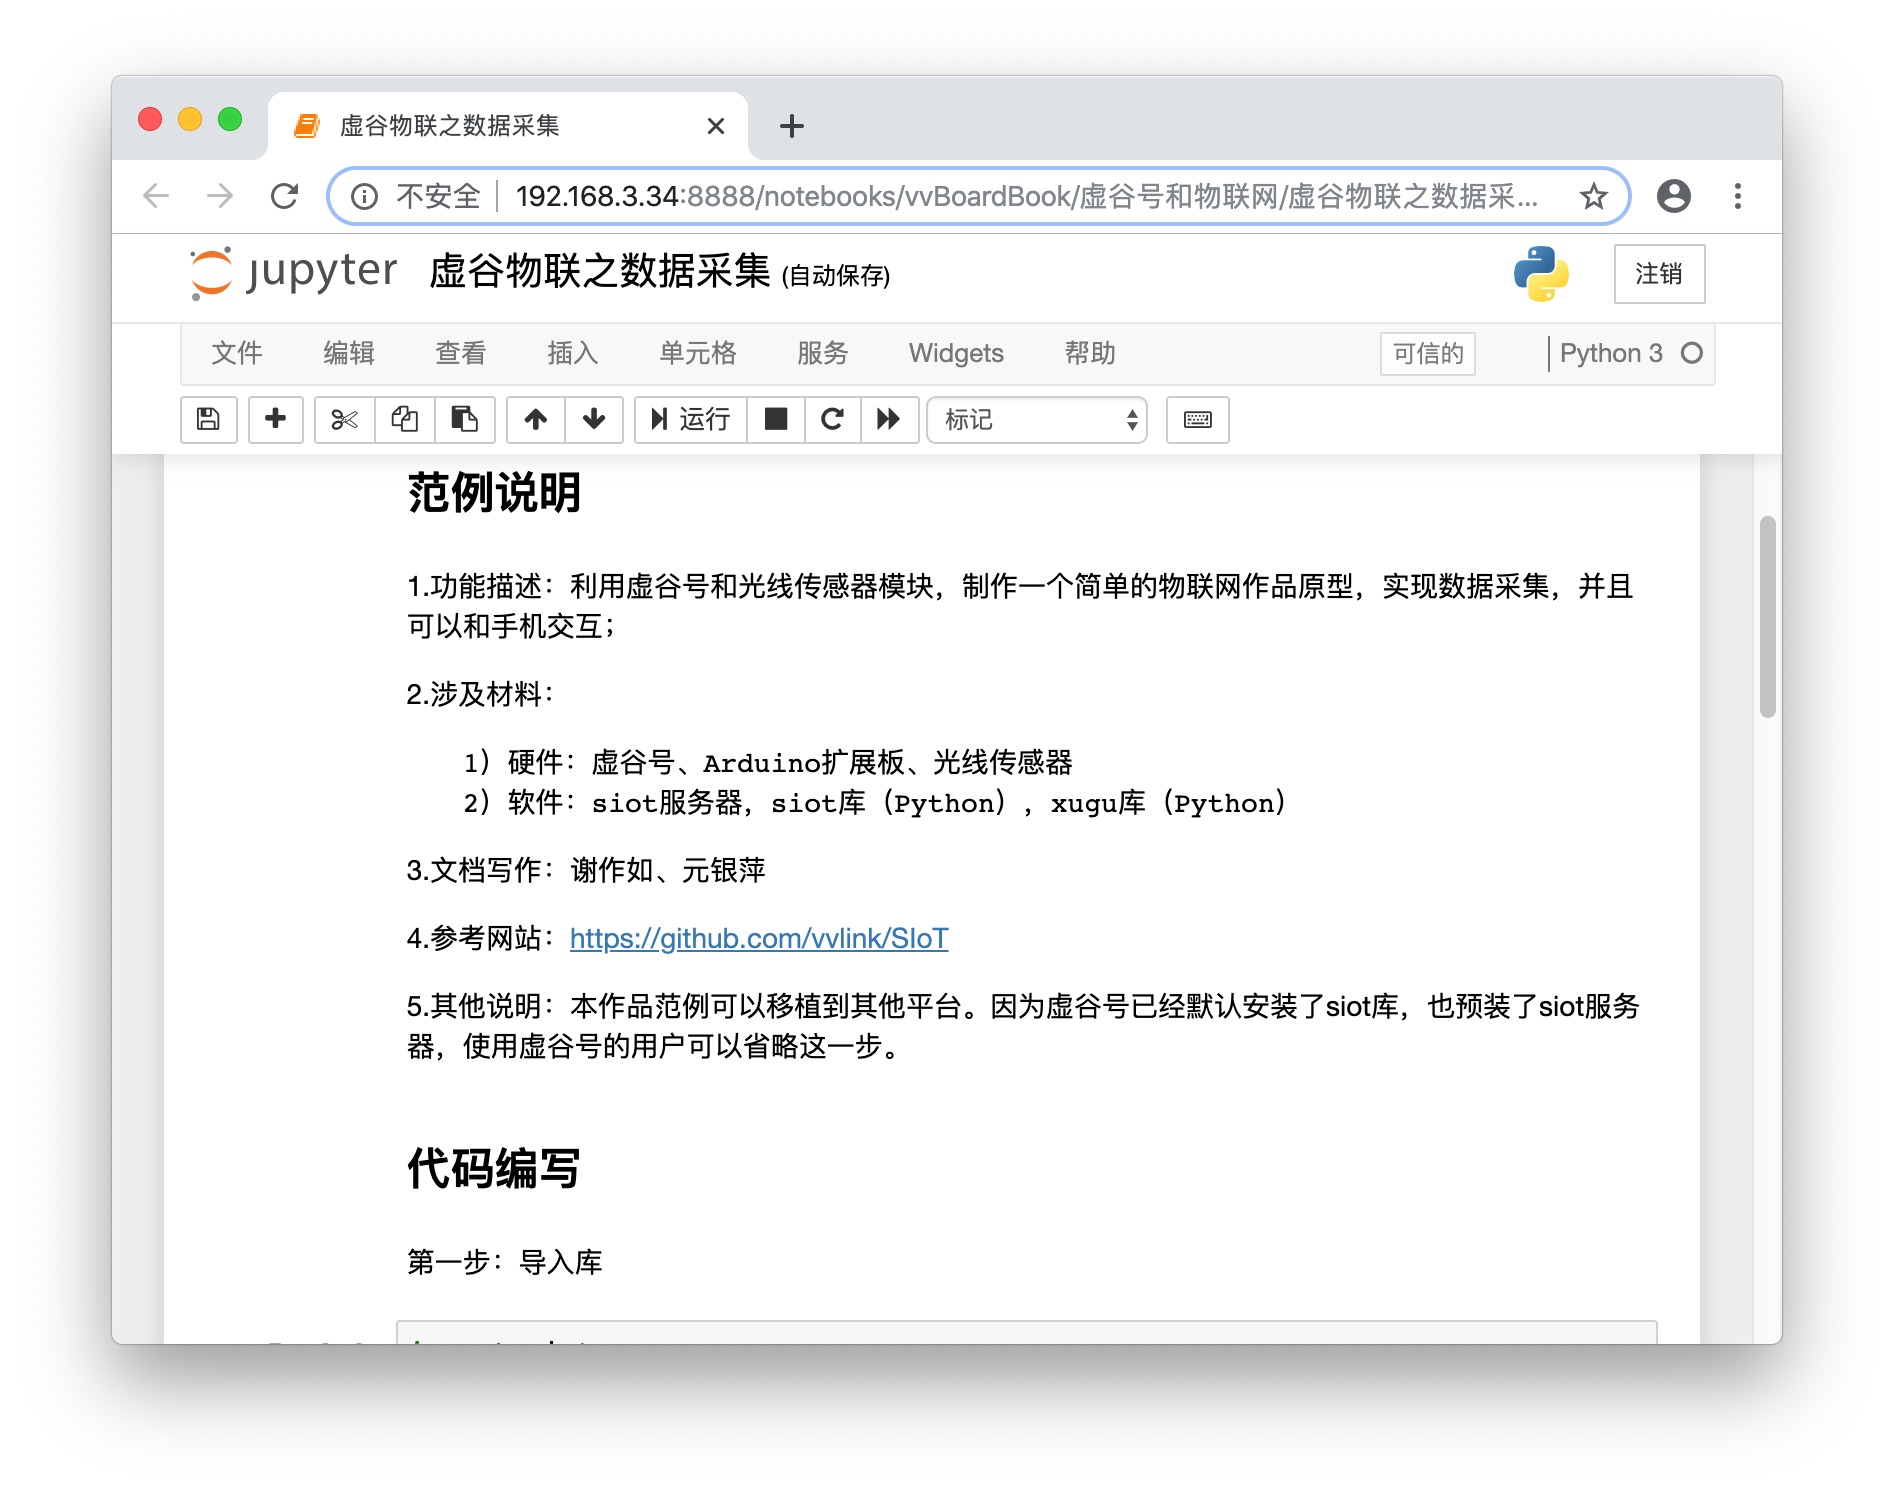 虚谷物联之数据采集
不安全 | 192.168.3.34:8888/notebooks/vvBoardBook/虚谷号和物联网/虚谷物联之数据采...
jupyter 虚谷物联之数据采集 (自动保存) 注销
文件 编辑 查看 插入 单元格 服务 Widgets 帮助 可信的 Python 3
运行 标记
范例说明
1.功能描述：利用虚谷号和光线传感器模块，制作一个简单的物联网作品原型，实现数据采集，并且
可以和手机交互；
2.涉及材料：
1）硬件：虚谷号、Arduino扩展板、光线传感器
2）软件：siot服务器，siot库（Python），xugu库（Python）
3.文档写作：谢作如、元银萍
4.参考网站：https://github.com/vvlink/SIoT
5.其他说明：本作品范例可以移植到其他平台。因为虚谷号已经默认安装了siot库，也预装了siot服务
器，使用虚谷号的用户可以省略这一步。
代码编写
第一步：导入库